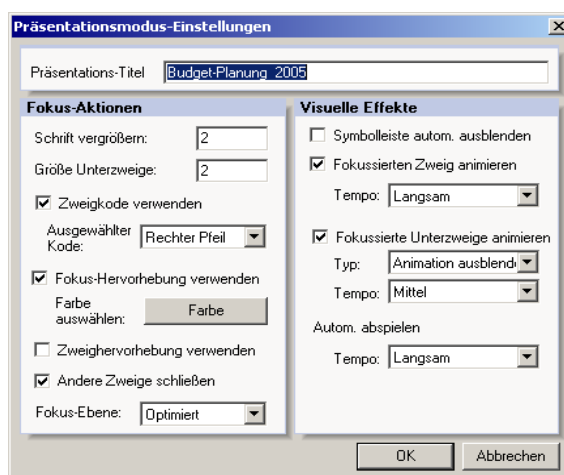 Präsentationsmodus-Einstellungen
Präsentations-Titel Budget-Planung 2005
Fokus-Aktionen
Schrift vergrößern: 2
Größe Unterzweige: 2
Zweigkode verwenden
Ausgewählter
Kode: Rechter Pfeil
Fokus-Hervorhebung verwenden
Farbe
auswählen: Farbe
Zweighervorhebung verwenden
Andere Zweige schließen
Fokus-Ebene: Optimiert
Visuelle Effekte
Symbolleiste autom. ausblenden
Fokussierten Zweig animieren
Tempo: Langsam
Fokussierte Unterzweige animieren
Typ: Animation ausblend
Tempo: Mittel
Autom. abspielen
Tempo: Langsam
OK Abbrechen